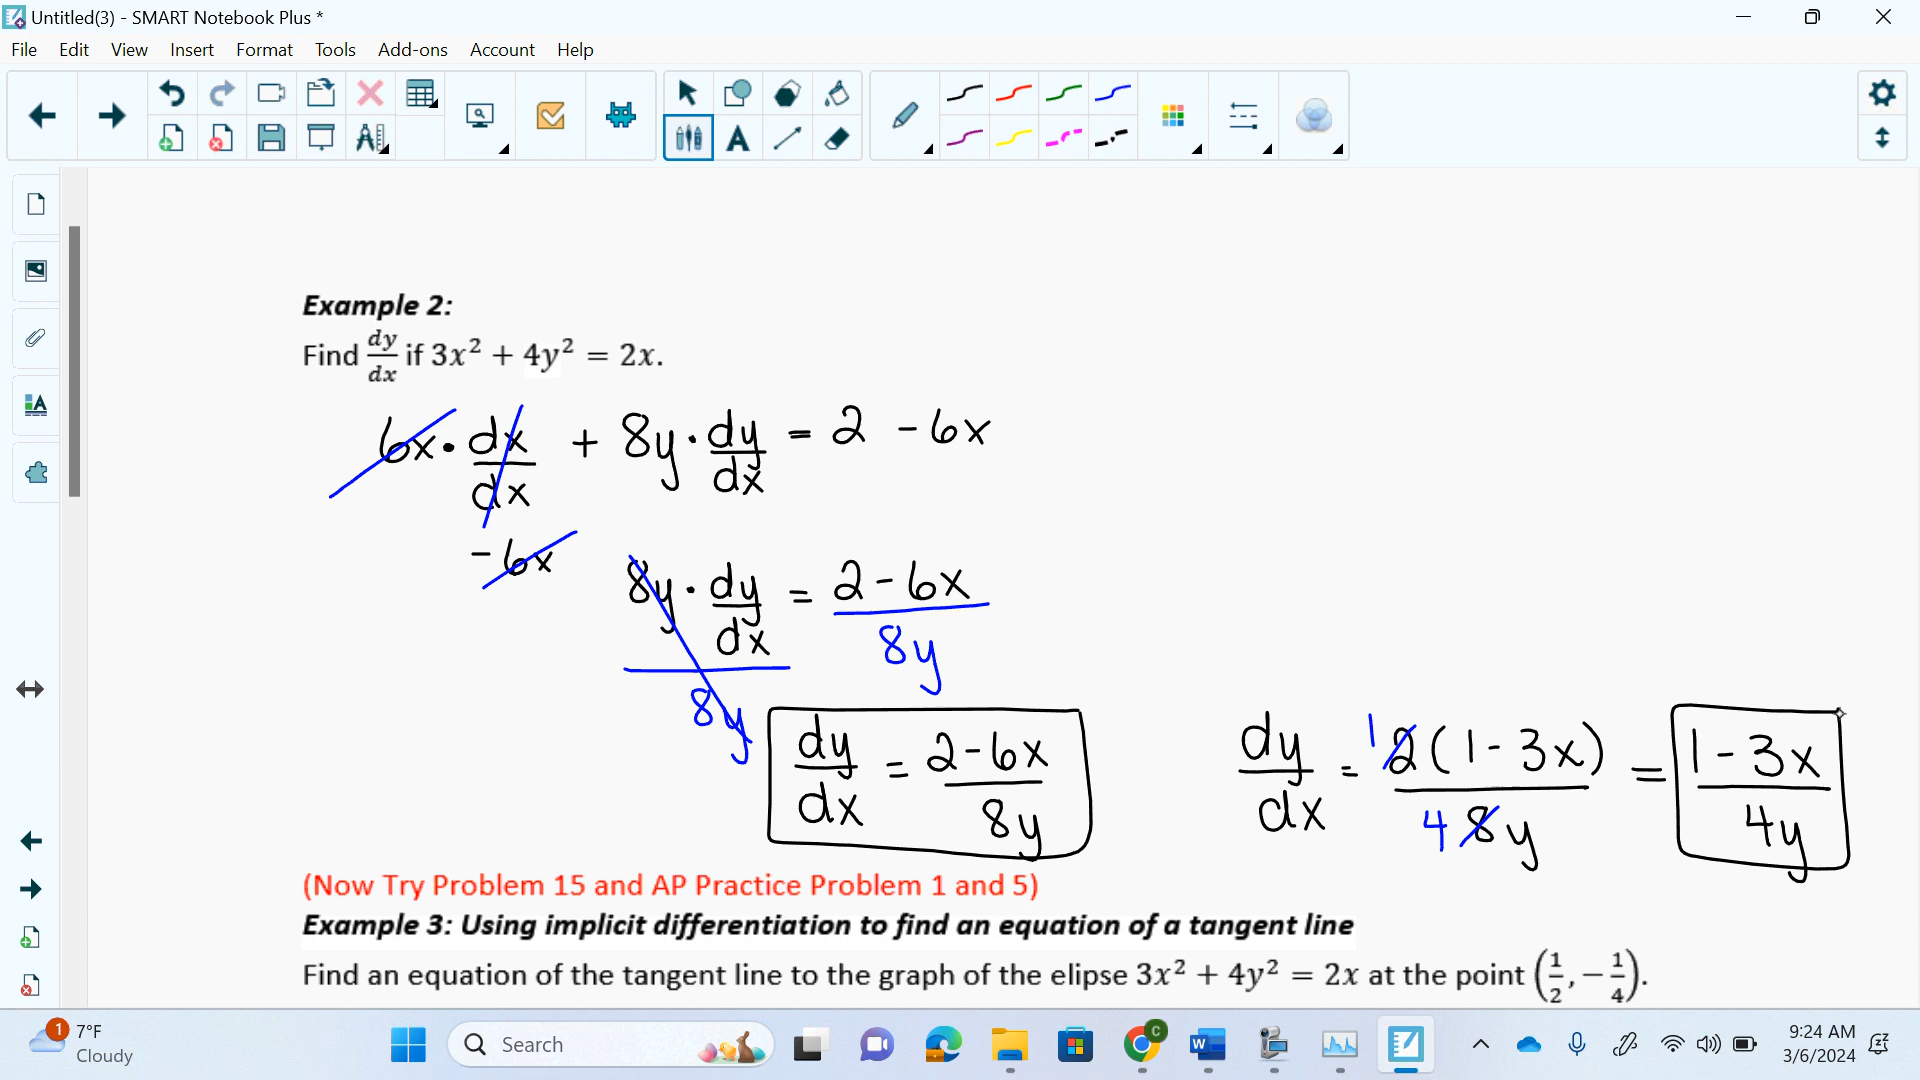 Untitled(3) - SMART Notebook Plus *
File Edit View Insert Format Tools Add-ons Account Help
Example 2:
Find dy/dx if 3x² + 4y² = 2x.
6x · dx/dx + 8y · dy/dx = 2 - 6x
- 6x
8y · dy/dx = 2 - 6x
8y 8y
dy/dx = 2 - 6x / 8y
dy/dx = 1 2(1 - 3x) / 4 8y = 1 - 3x / 4y
(Now Try Problem 15 and AP Practice Problem 1 and 5)
Example 3: Using implicit differentiation to find an equation of a tangent line
Find an equation of the tangent line to the graph of the elipse 3x² + 4y² = 2x at the point (1/2, -1/4).
1 7°F
Cloudy
Search
C
W
9:24 AM
3/6/2024